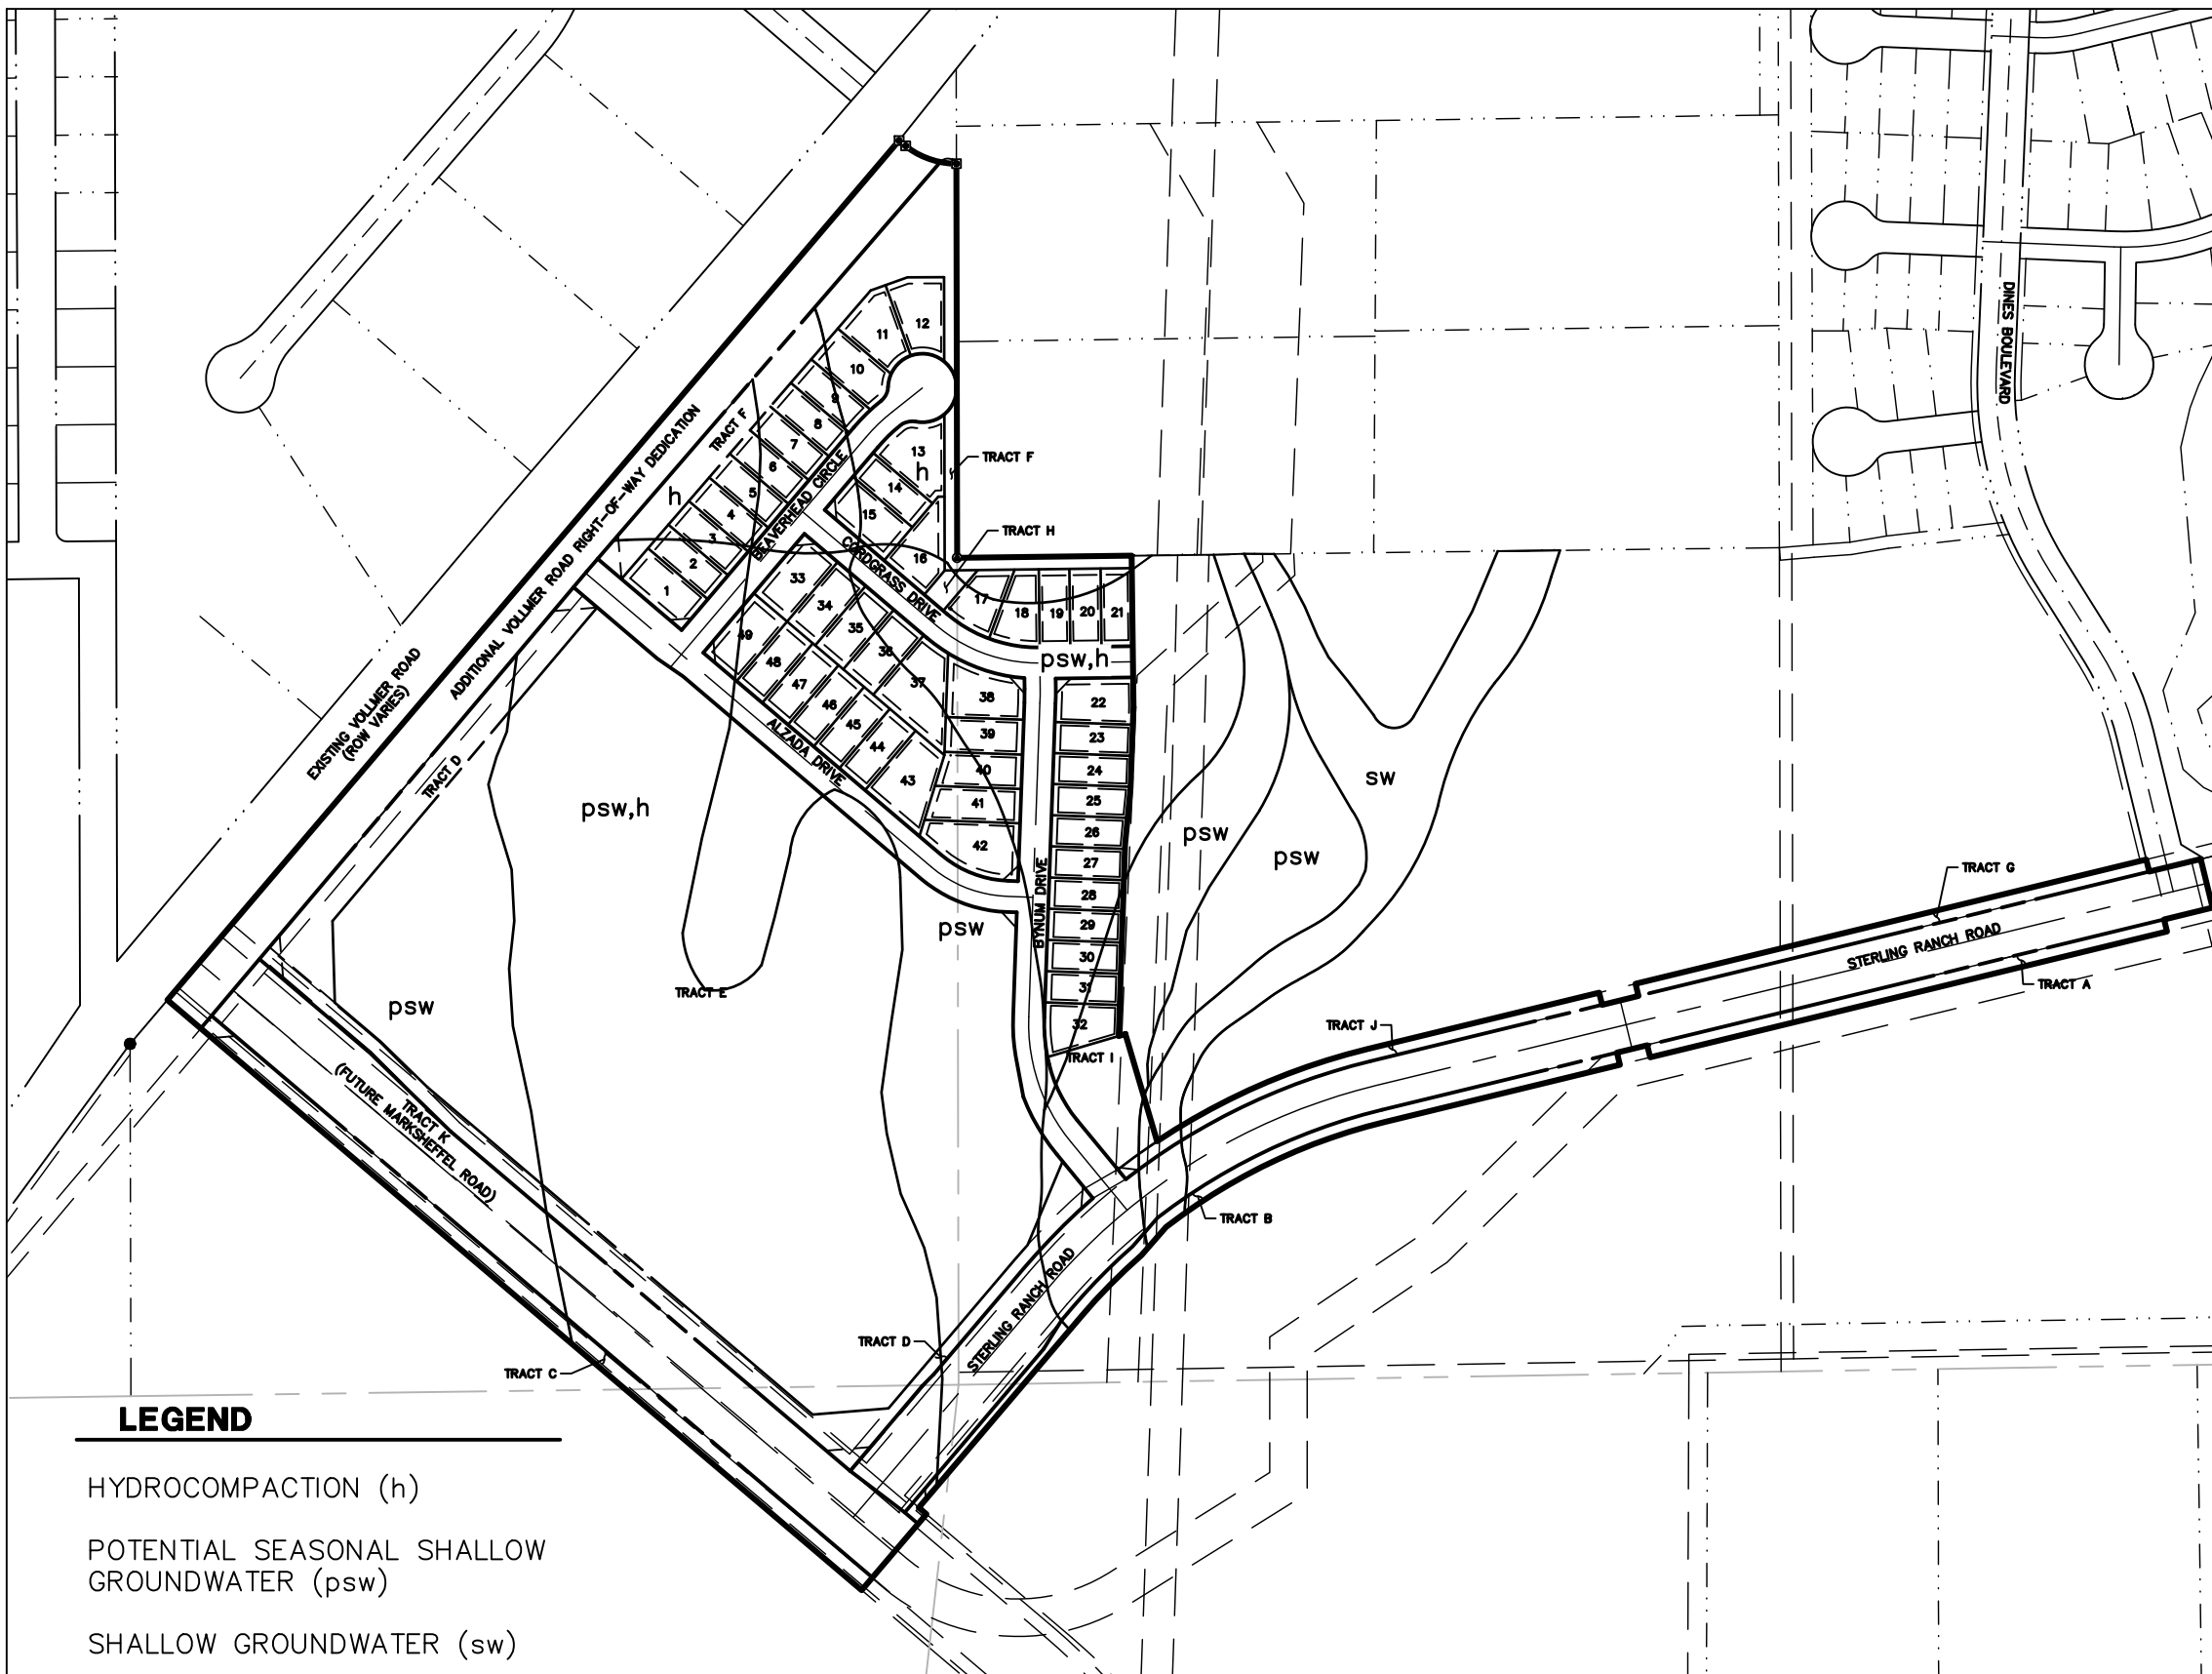 DINES BOULEVARD
12
11
10
9
8
7
6
5
4
3
2
1
TRACT F
h
ADDITIONAL VOLLMER ROAD RIGHT-OF-WAY DEDICATION
EXISTING VOLLMER ROAD
(ROW VARIES)
BEAVERHEAD CIRCLE
13
h
14
15
16
TRACT F
TRACT H
CORDGRASS DRIVE
17
18
19
20
21
psw,h
33
34
35
36
37
38
39
40
41
42
43
44
45
46
47
48
49
ALZADA DRIVE
22
23
24
25
26
27
28
29
30
31
32
BYNUM DRIVE
TRACT I
TRACT D
psw,h
psw
psw
psw
psw
sw
TRACT E
TRACT G
STERLING RANCH ROAD
TRACT A
TRACT J
TRACT B
TRACT K
(FUTURE MARKSHEFFEL ROAD)
STERLING RANCH ROAD
TRACT D
TRACT C
LEGEND
HYDROCOMPACTION (h)
POTENTIAL SEASONAL SHALLOW
GROUNDWATER (psw)
SHALLOW GROUNDWATER (sw)